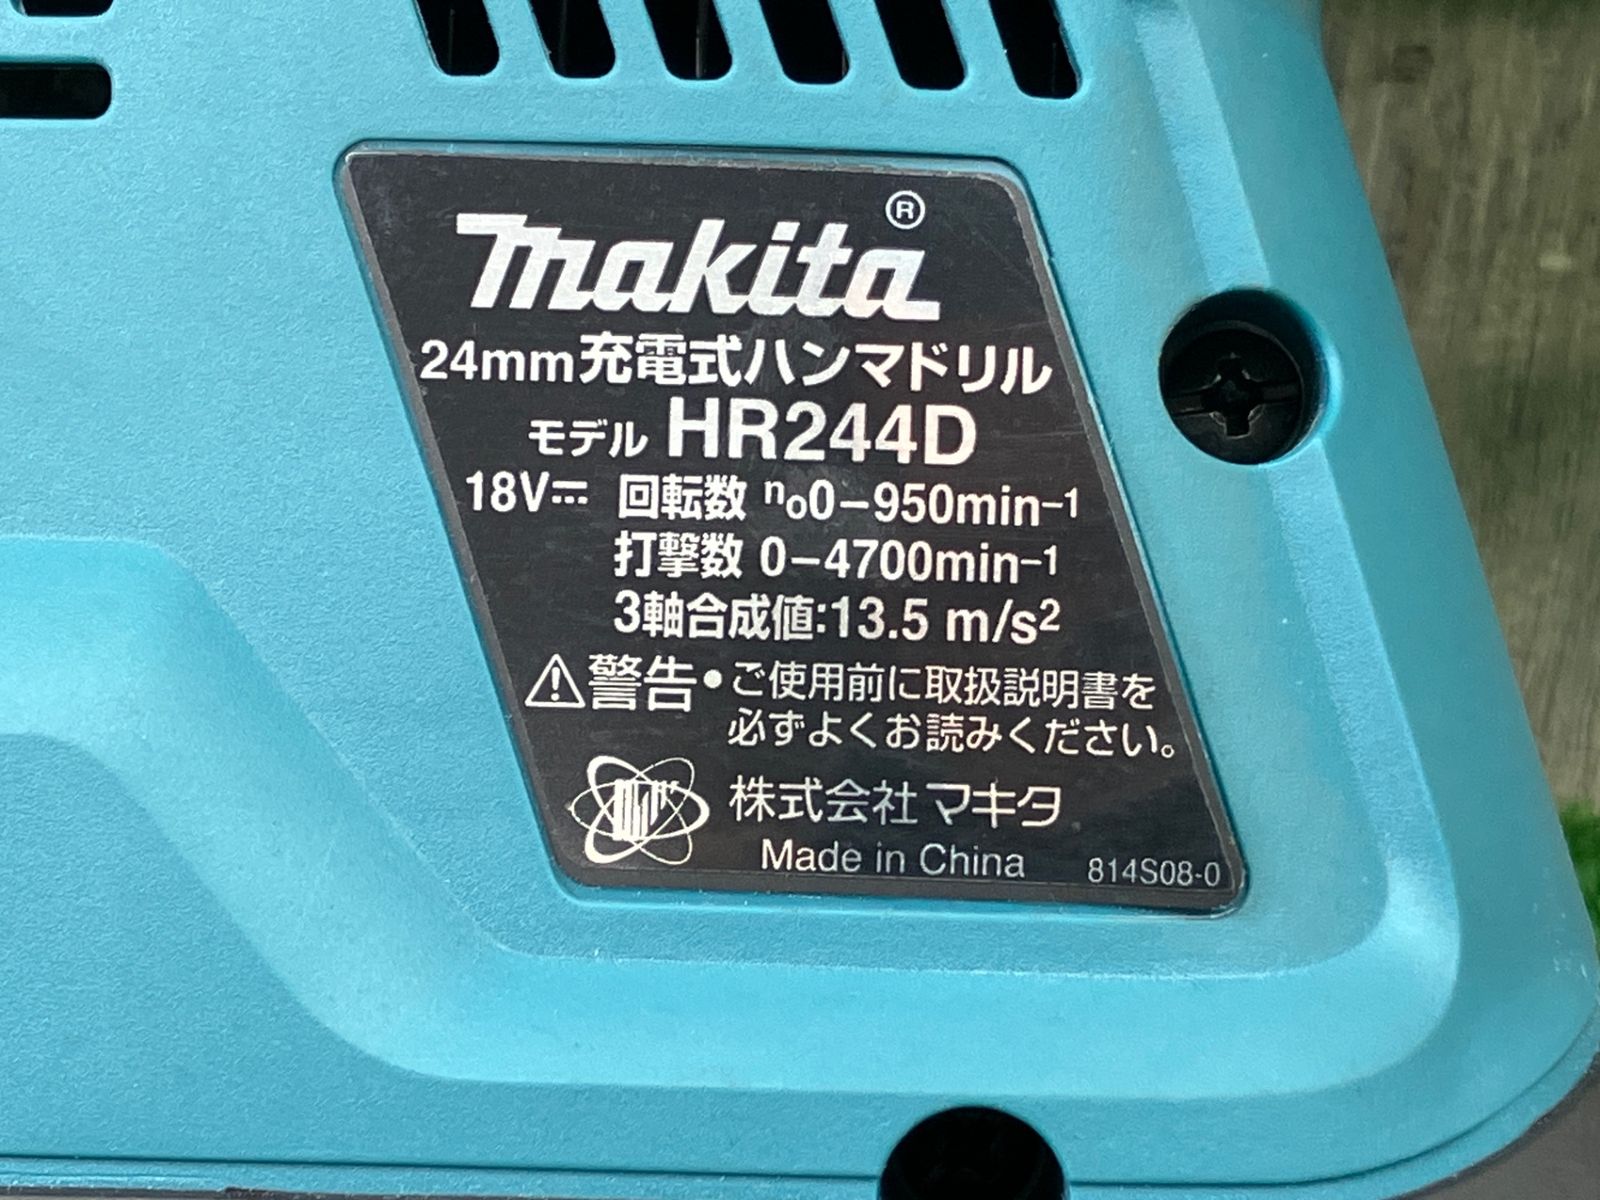 makita®
24mm充電式ハンマドリル
モデル HR244D
18V⎓ 回転数 n₀0−950min⁻¹
打撃数 0−4700min⁻¹
3軸合成値:13.5 m/s²
⚠警告・ご使用前に取扱説明書を
必ずよくお読みください。
株式会社マキタ
Made in China 814S08-0